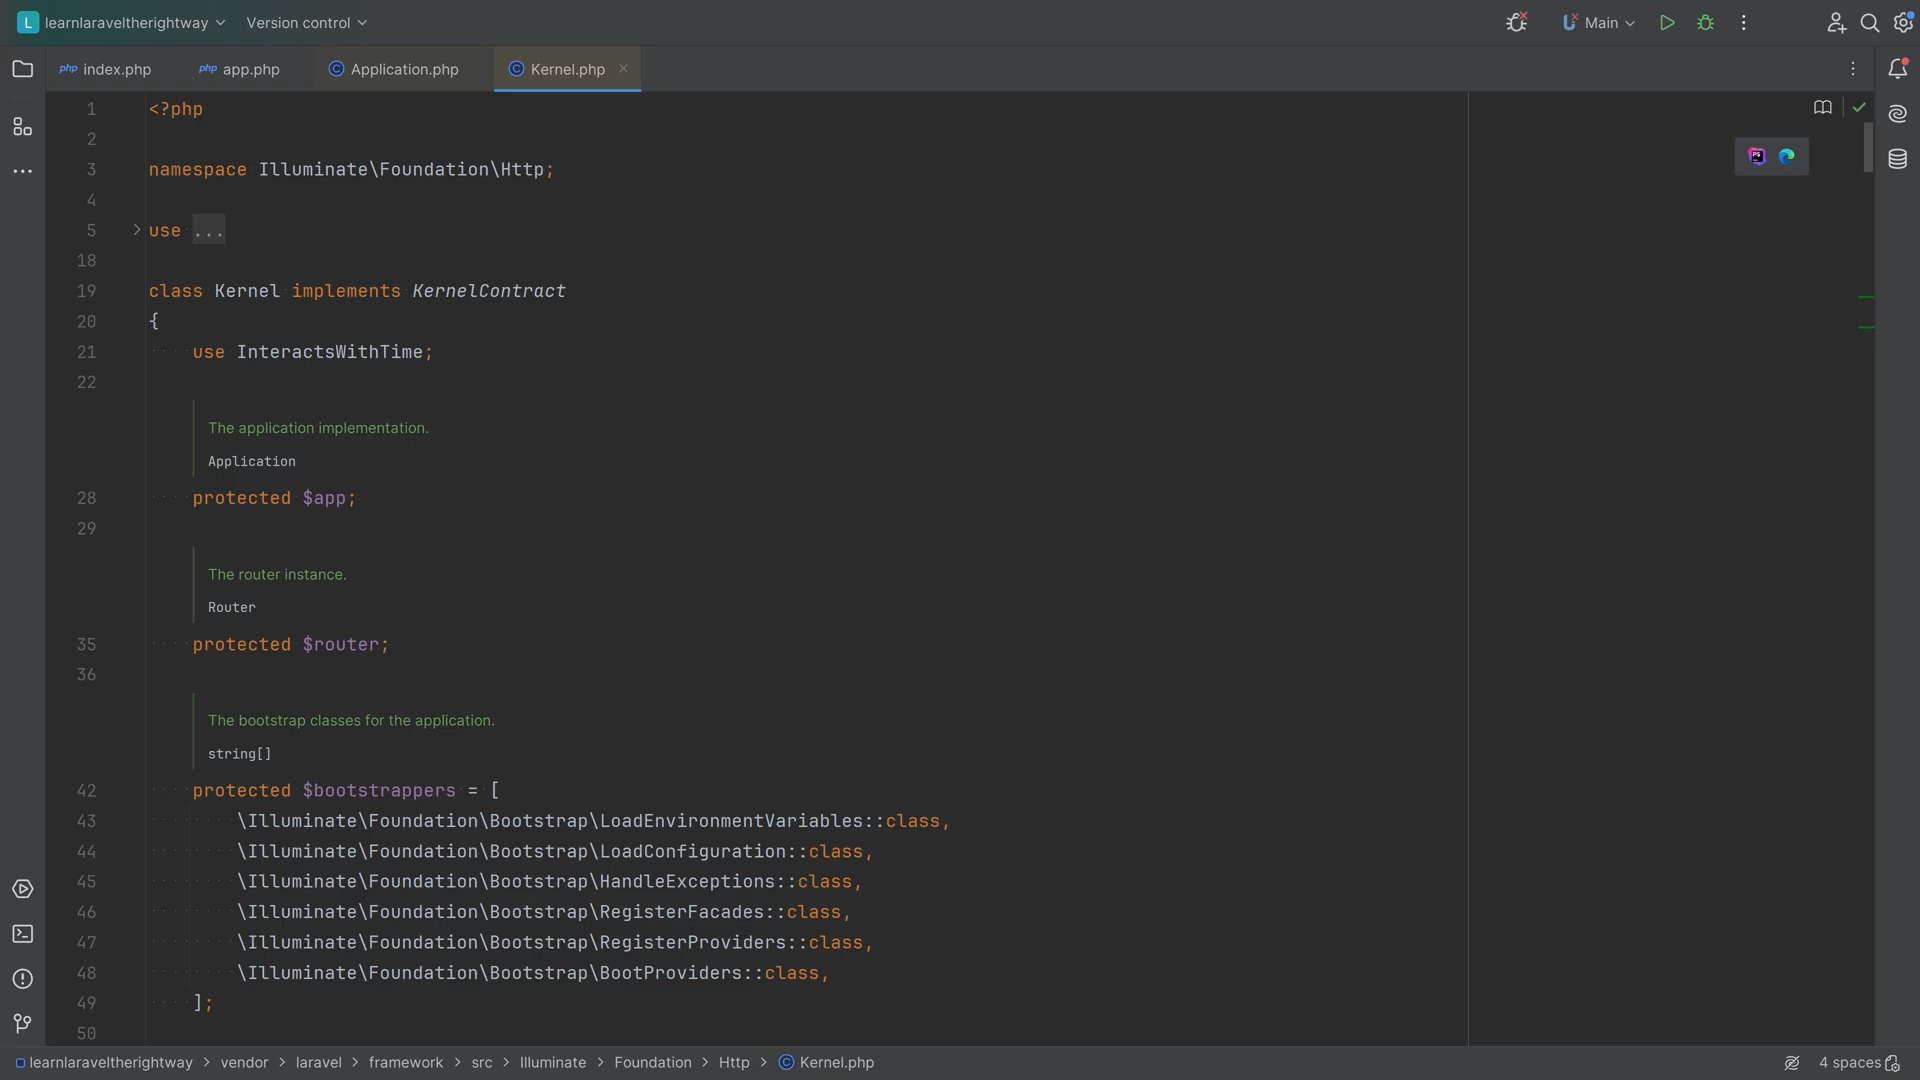 L learnlaraveltherightway Version control Main
php index.php php app.php C Application.php C Kernel.php
1 <?php
2
3 namespace Illuminate\Foundation\Http;
4
5 use ...
18
19 class Kernel implements KernelContract
20 {
21 use InteractsWithTime;
22
The application implementation.
Application
28 protected $app;
29
The router instance.
Router
35 protected $router;
36
The bootstrap classes for the application.
string[]
42 protected $bootstrappers = [
43 \Illuminate\Foundation\Bootstrap\LoadEnvironmentVariables::class,
44 \Illuminate\Foundation\Bootstrap\LoadConfiguration::class,
45 \Illuminate\Foundation\Bootstrap\HandleExceptions::class,
46 \Illuminate\Foundation\Bootstrap\RegisterFacades::class,
47 \Illuminate\Foundation\Bootstrap\RegisterProviders::class,
48 \Illuminate\Foundation\Bootstrap\BootProviders::class,
49 ];
50
learnlaraveltherightway > vendor > laravel > framework > src > Illuminate > Foundation > Http > C Kernel.php 4 spaces